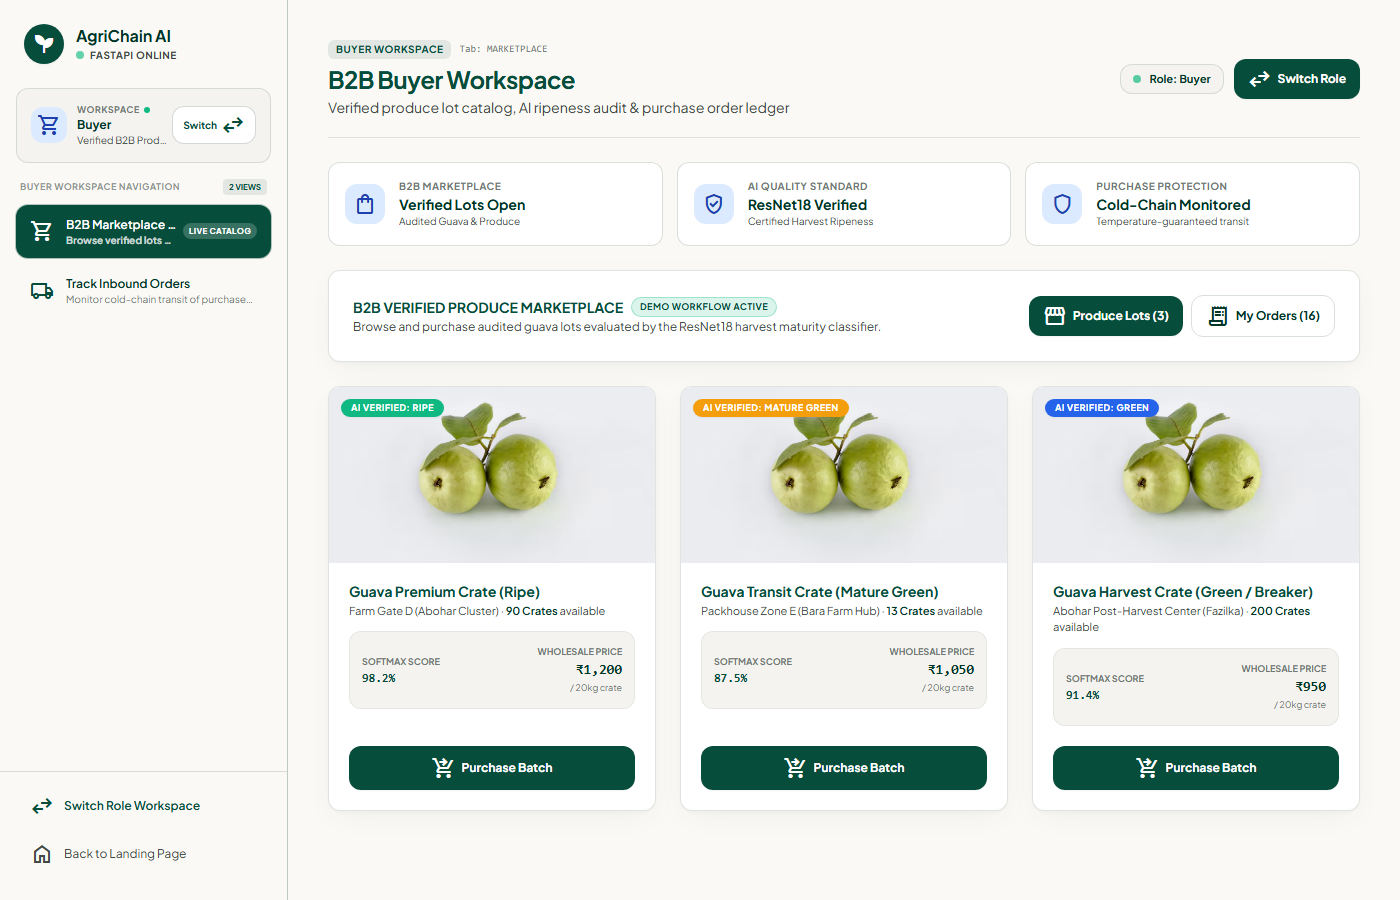 AgriChain AI
FASTAPI ONLINE
WORKSPACE
Buyer
Verified B2B Prod...
Switch
BUYER WORKSPACE NAVIGATION
2 VIEWS
B2B Marketplace ...
Browse verified lots ...
LIVE CATALOG
Track Inbound Orders
Monitor cold-chain transit of purchase...
Switch Role Workspace
Back to Landing Page
BUYER WORKSPACE
Tab: MARKETPLACE
B2B Buyer Workspace
Verified produce lot catalog, AI ripeness audit & purchase order ledger
Role: Buyer
Switch Role
B2B MARKETPLACE
Verified Lots Open
Audited Guava & Produce
AI QUALITY STANDARD
ResNet18 Verified
Certified Harvest Ripeness
PURCHASE PROTECTION
Cold-Chain Monitored
Temperature-guaranteed transit
B2B VERIFIED PRODUCE MARKETPLACE
DEMO WORKFLOW ACTIVE
Browse and purchase audited guava lots evaluated by the ResNet18 harvest maturity classifier.
Produce Lots (3)
My Orders (16)
AI VERIFIED: RIPE
Guava Premium Crate (Ripe)
Farm Gate D (Abohar Cluster) · 90 Crates available
SOFTMAX SCORE
98.2%
WHOLESALE PRICE
₹1,200
/ 20kg crate
Purchase Batch
AI VERIFIED: MATURE GREEN
Guava Transit Crate (Mature Green)
Packhouse Zone E (Bara Farm Hub) · 13 Crates available
SOFTMAX SCORE
87.5%
WHOLESALE PRICE
₹1,050
/ 20kg crate
Purchase Batch
AI VERIFIED: GREEN
Guava Harvest Crate (Green / Breaker)
Abohar Post-Harvest Center (Fazilka) · 200 Crates
available
SOFTMAX SCORE
91.4%
WHOLESALE PRICE
₹950
/ 20kg crate
Purchase Batch